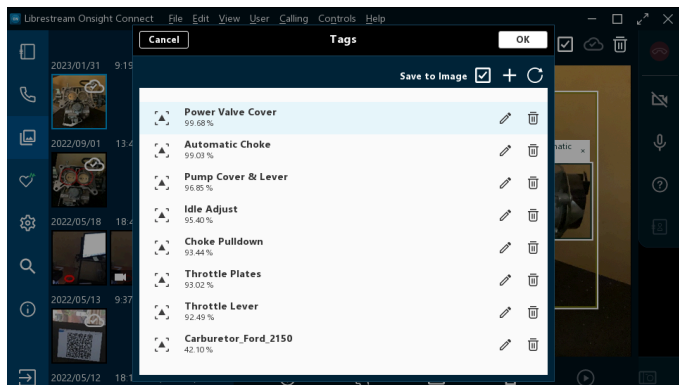 Librestream Onsight Connect File Edit View User Calling Controls Help
Cancel Tags OK
Save to Image
2023/01/31 9:19
Power Valve Cover
99.68 %
Automatic Choke
99.03 %
2022/09/01 13:4
Pump Cover & Lever
96.85 %
Idle Adjust
95.40 %
2022/05/18 18:4
Choke Pulldown
93.44 %
Throttle Plates
93.02 %
2022/05/13 9:37
Throttle Lever
92.49 %
Carburetor_Ford_2150
42.10 %
2022/05/12 18:1